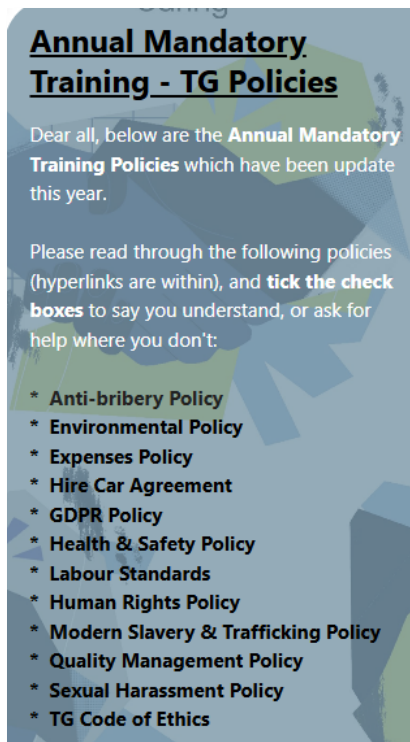 Caring
Annual Mandatory
Training - TG Policies
Dear all, below are the Annual Mandatory
Training Policies which have been update
this year.
Please read through the following policies
(hyperlinks are within), and tick the check
boxes to say you understand, or ask for
help where you don't:
* Anti-bribery Policy
* Environmental Policy
* Expenses Policy
* Hire Car Agreement
* GDPR Policy
* Health & Safety Policy
* Labour Standards
* Human Rights Policy
* Modern Slavery & Trafficking Policy
* Quality Management Policy
* Sexual Harassment Policy
* TG Code of Ethics